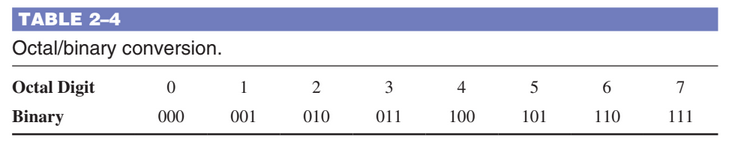 TABLE 2–4
Octal/binary conversion.
Octal Digit 0 1 2 3 4 5 6 7
Binary 000 001 010 011 100 101 110 111